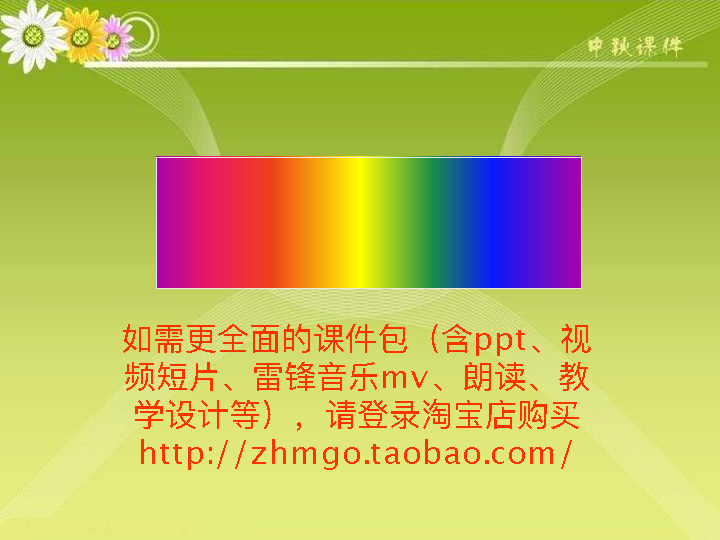 中秋课件
如需更全面的课件包（含ppt、视
频短片、雷锋音乐mv、朗读、教
学设计等），请登录淘宝店购买
http://zhmgo.taobao.com/